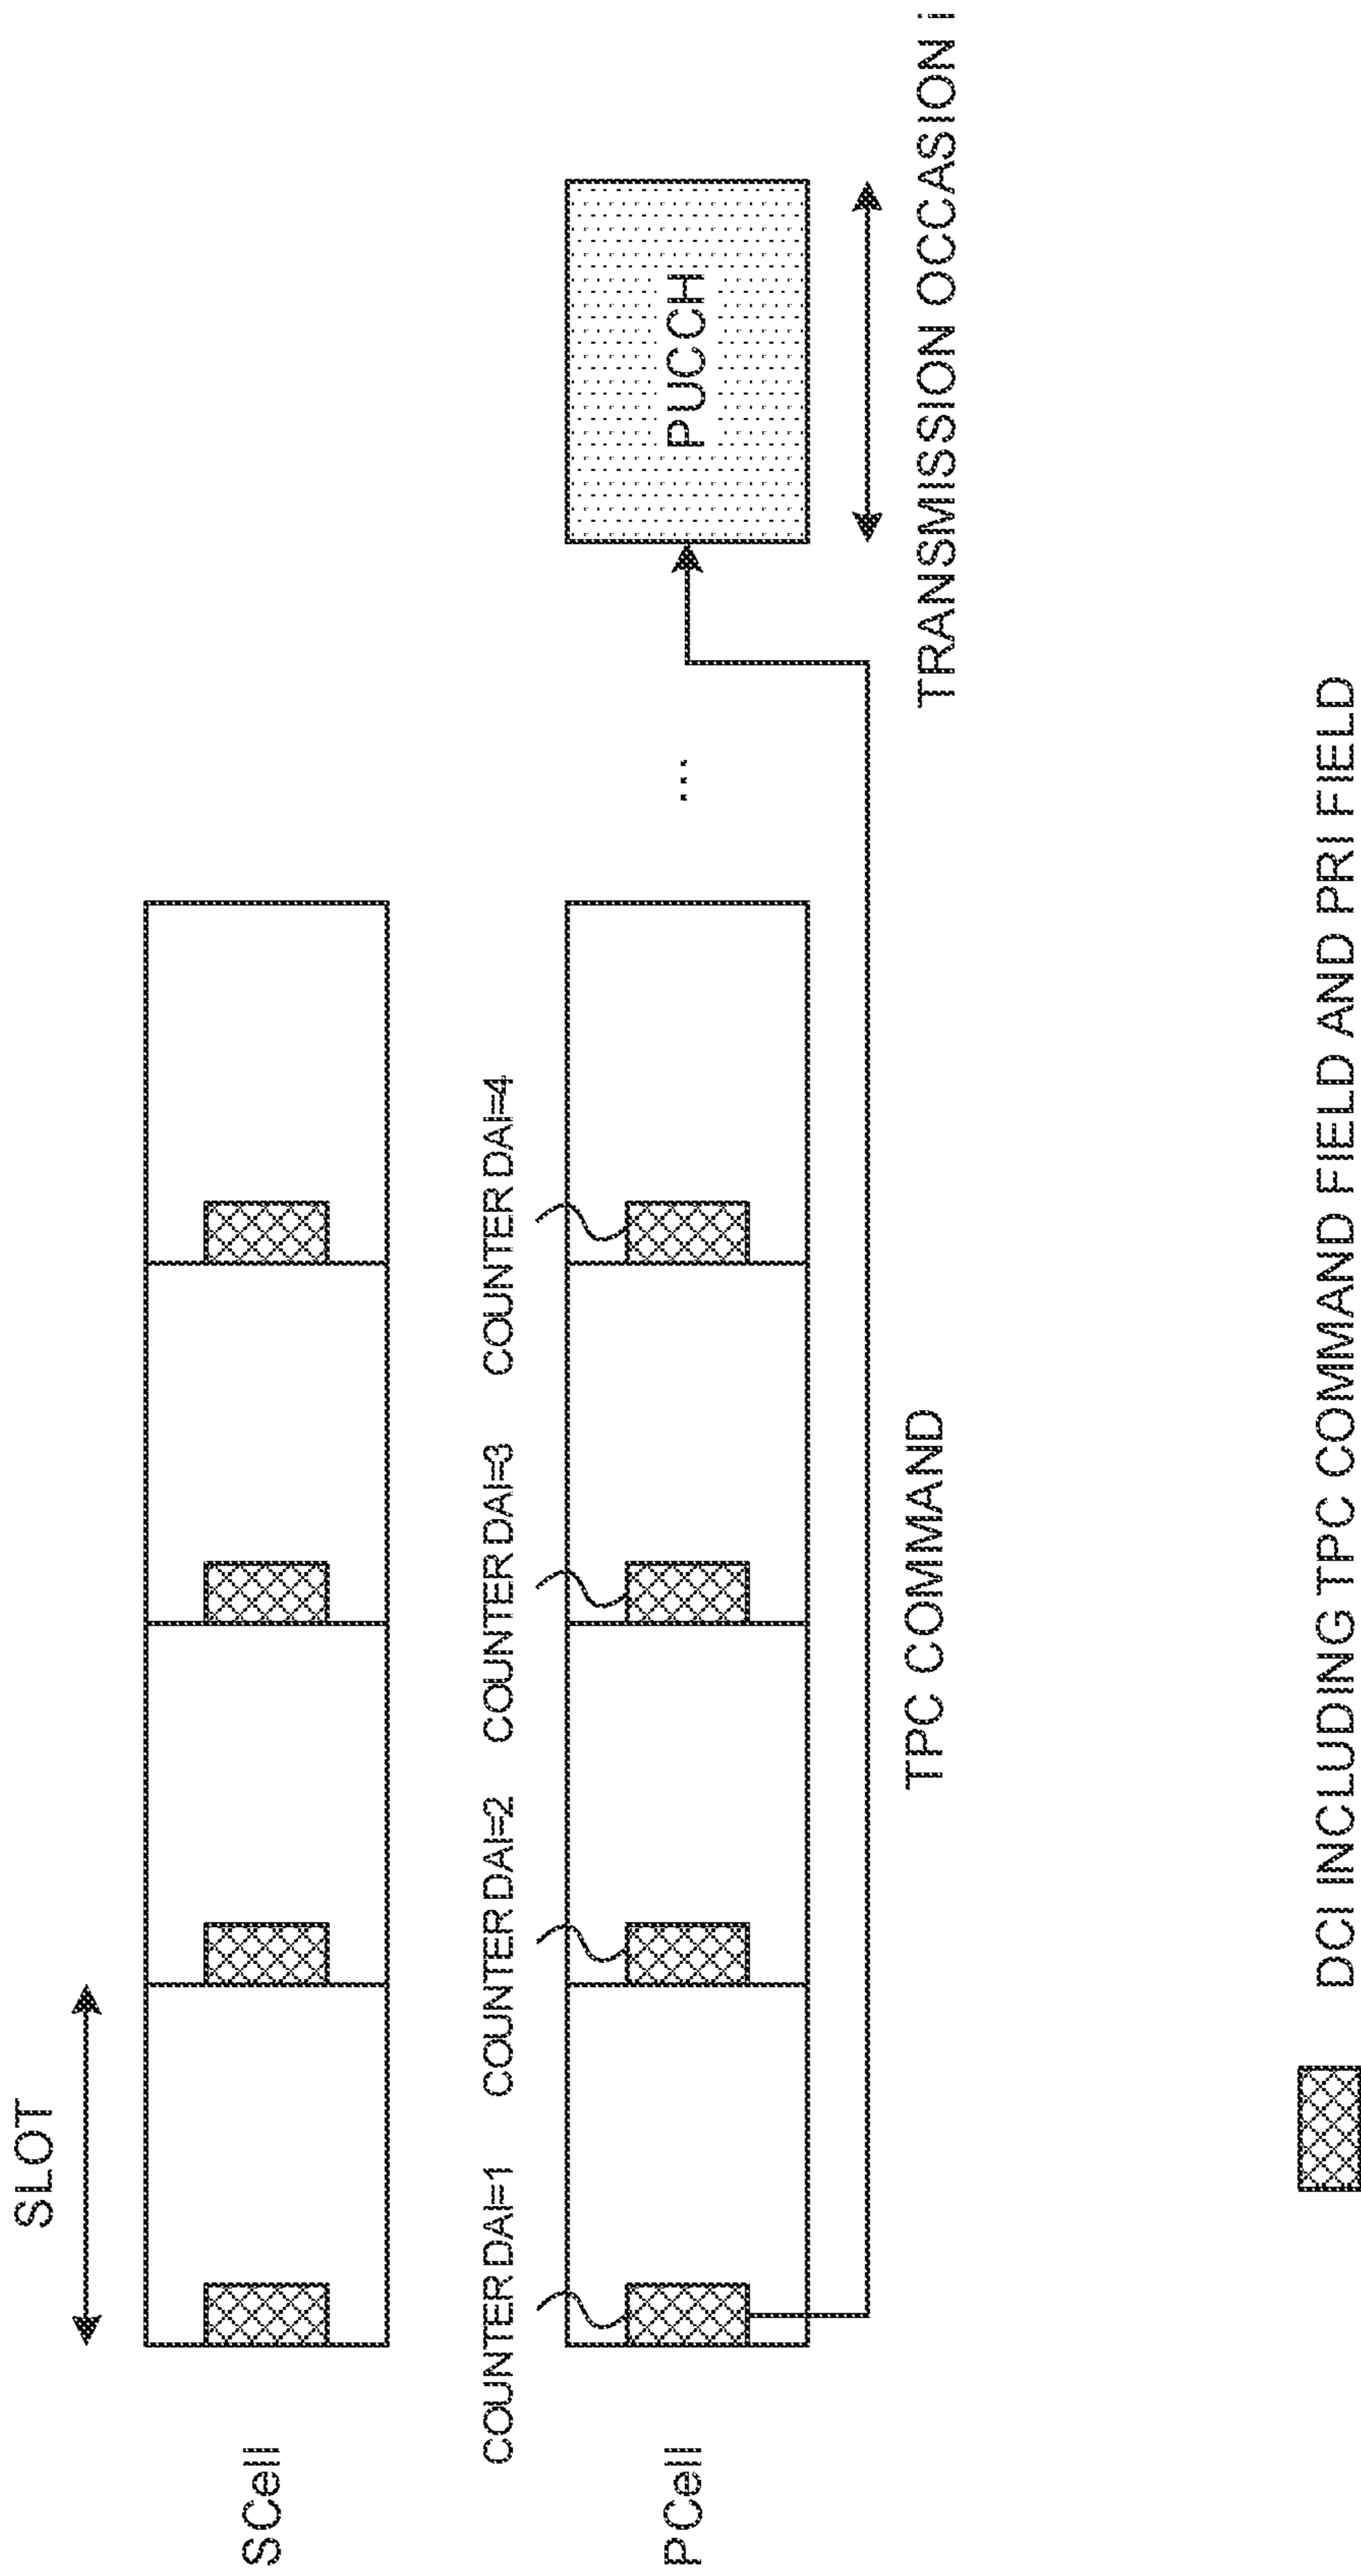 SLOT
SCell
COUNTER DAI=1
COUNTER DAI=2
COUNTER DAI=3
COUNTER DAI=4
PCell
...
PUCCH
TPC COMMAND
TRANSMISSION OCCASION i
DCI INCLUDING TPC COMMAND FIELD AND PRI FIELD